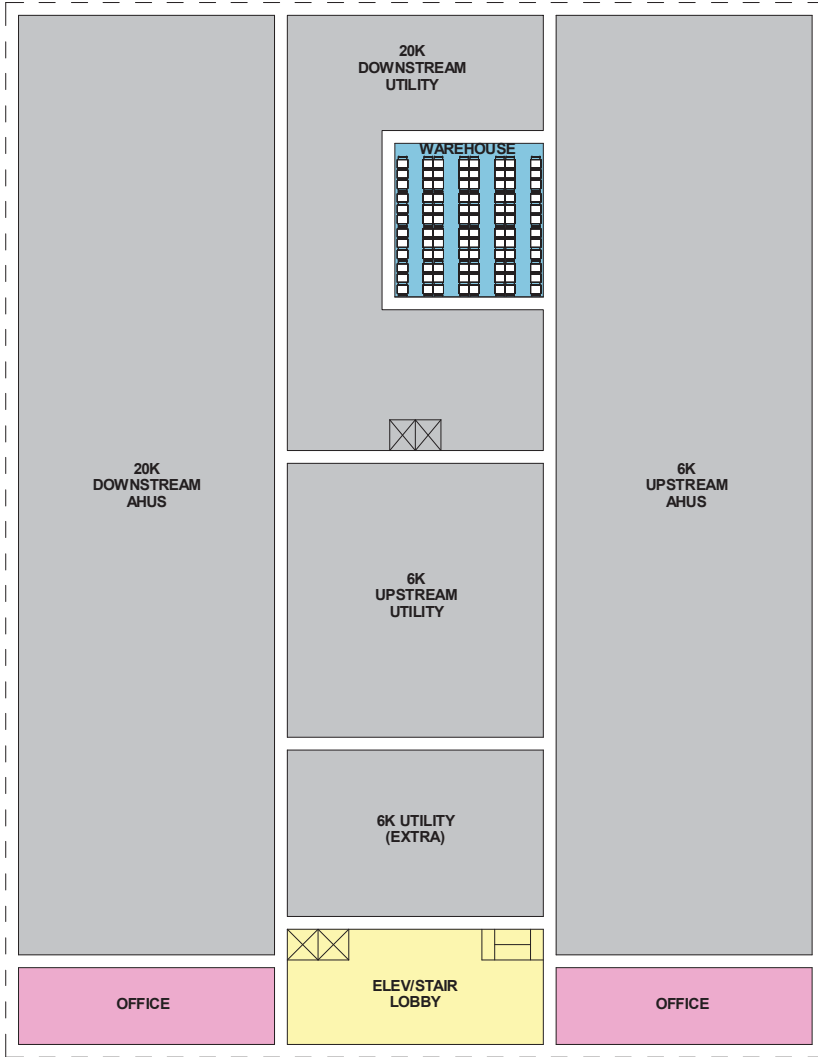 20K
DOWNSTREAM
UTILITY
WAREHOUSE
20K
DOWNSTREAM
AHUS
6K
UPSTREAM
AHUS
6K
UPSTREAM
UTILITY
6K UTILITY
(EXTRA)
OFFICE
ELEV/STAIR
LOBBY
OFFICE